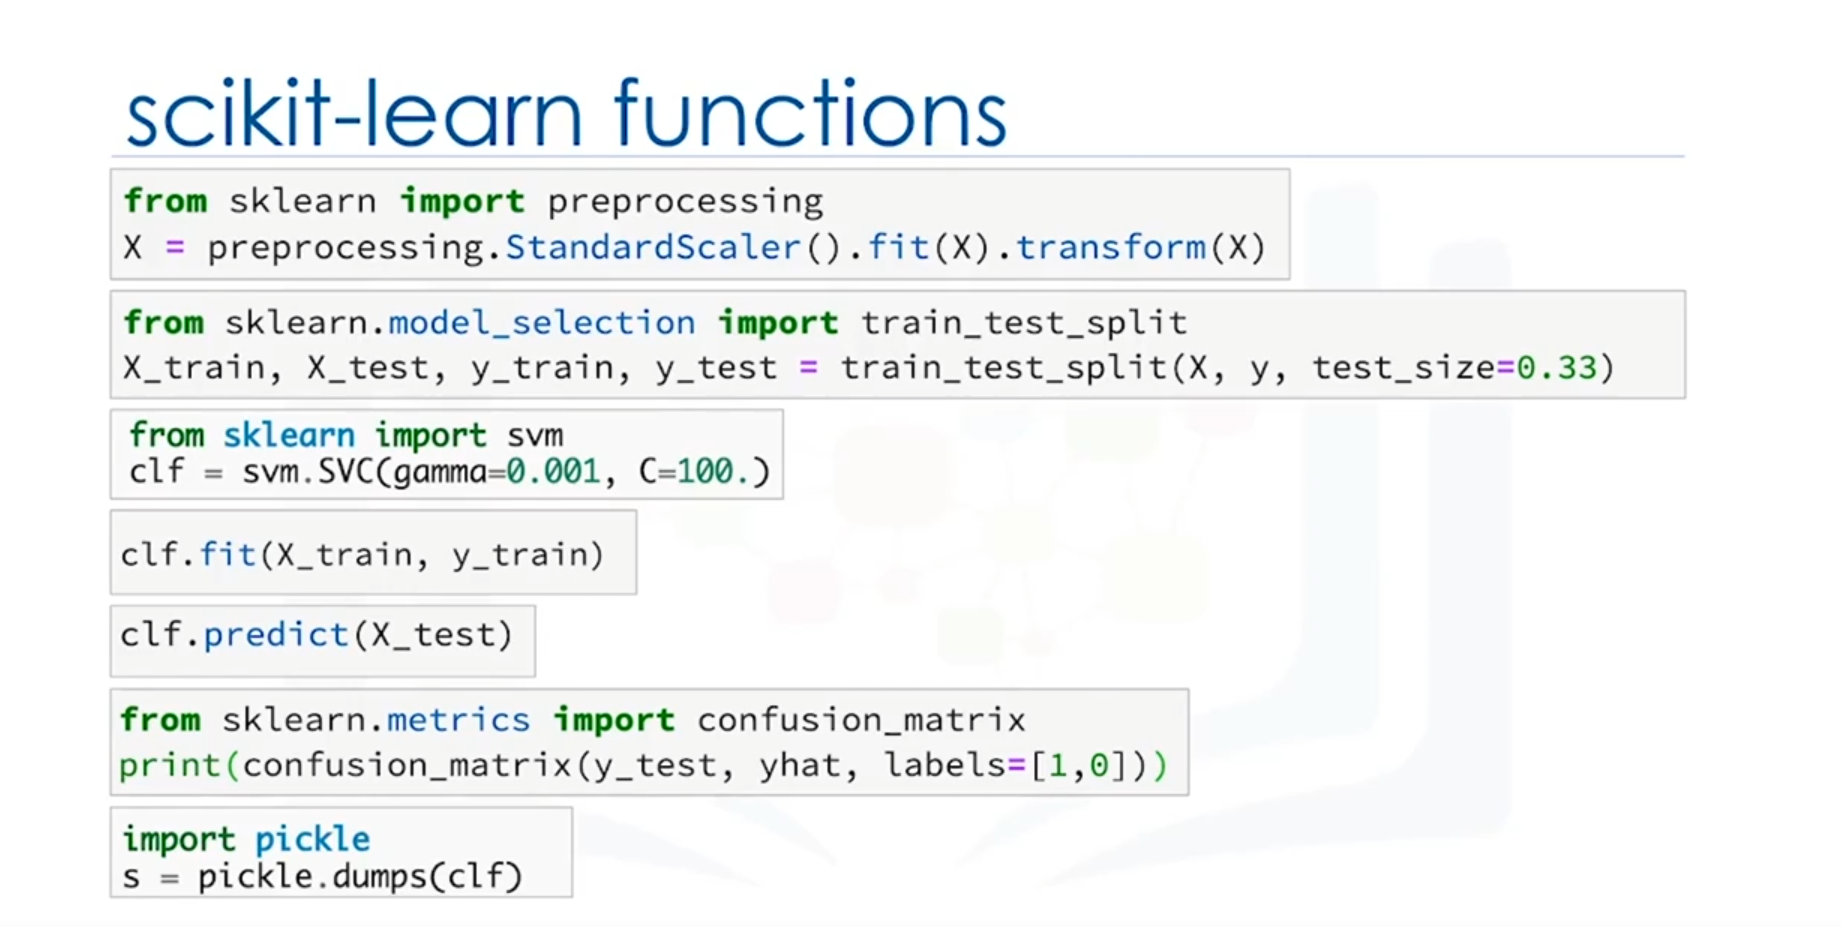 scikit-learn functions
from sklearn import preprocessing
X = preprocessing.StandardScaler().fit(X).transform(X)
from sklearn.model_selection import train_test_split
X_train, X_test, y_train, y_test = train_test_split(X, y, test_size=0.33)
from sklearn import svm
clf = svm.SVC(gamma=0.001, C=100.)
clf.fit(X_train, y_train)
clf.predict(X_test)
from sklearn.metrics import confusion_matrix
print(confusion_matrix(y_test, yhat, labels=[1,0]))
import pickle
s = pickle.dumps(clf)